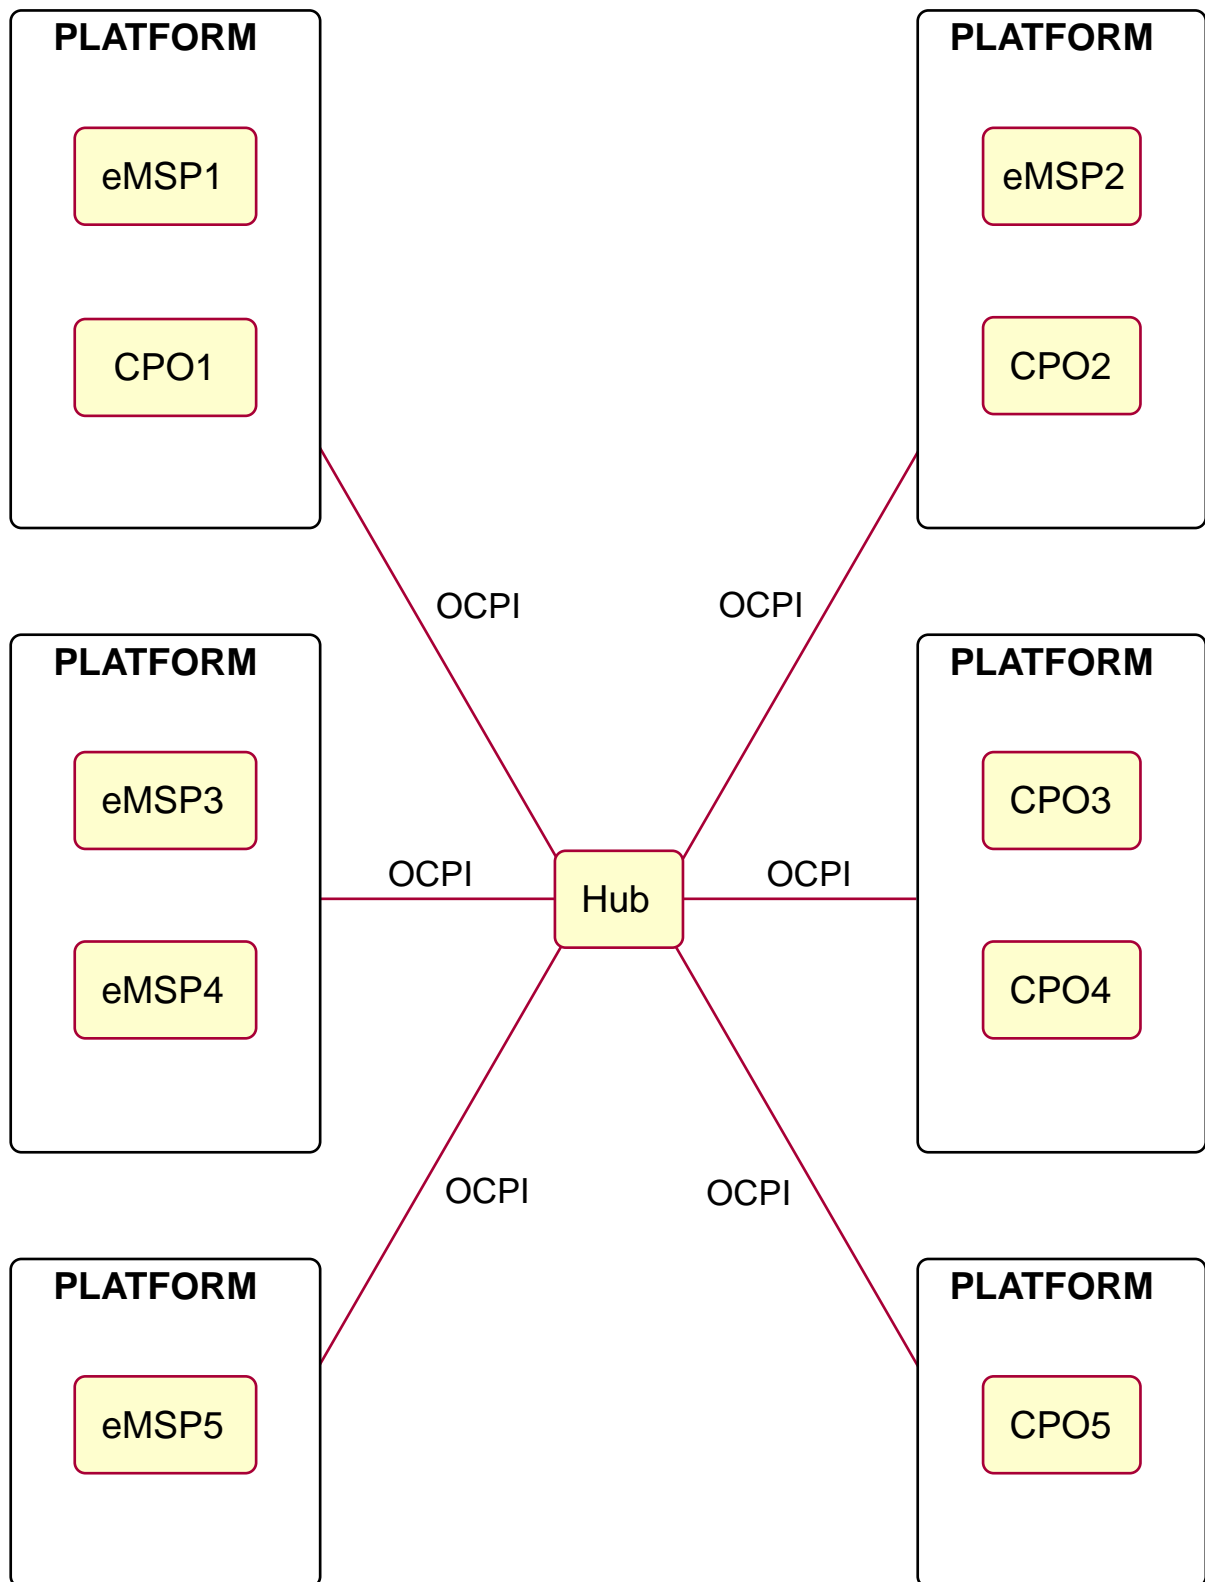 PLATFORM
eMSP1
CPO1
PLATFORM
eMSP2
CPO2
OCPI
OCPI
PLATFORM
eMSP3
eMSP4
OCPI
Hub
OCPI
PLATFORM
CPO3
CPO4
OCPI
OCPI
PLATFORM
eMSP5
PLATFORM
CPO5